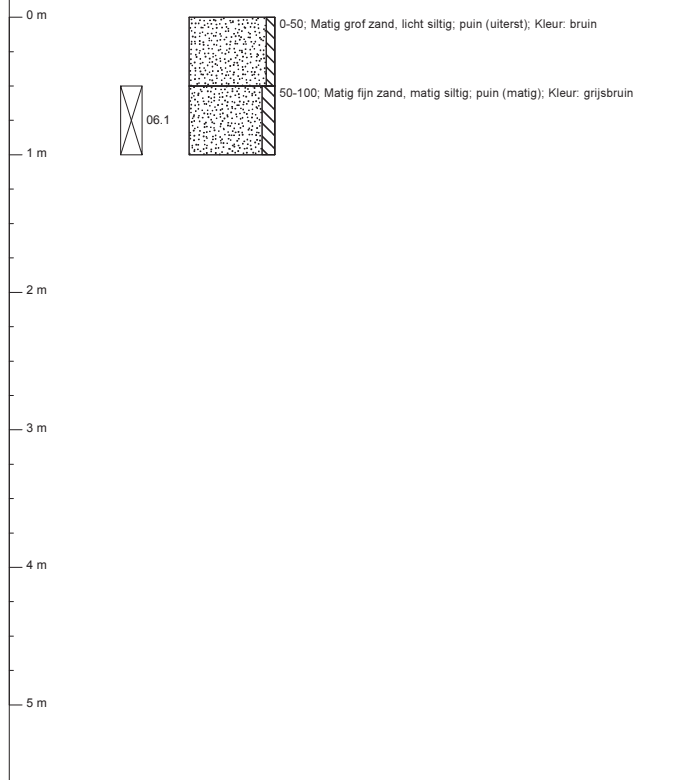 0 m
0-50; Matig grof zand, licht siltig; puin (uiterst); Kleur: bruin
50-100; Matig fijn zand, matig siltig; puin (matig); Kleur: grijsbruin
06.1
1 m
2 m
3 m
4 m
5 m